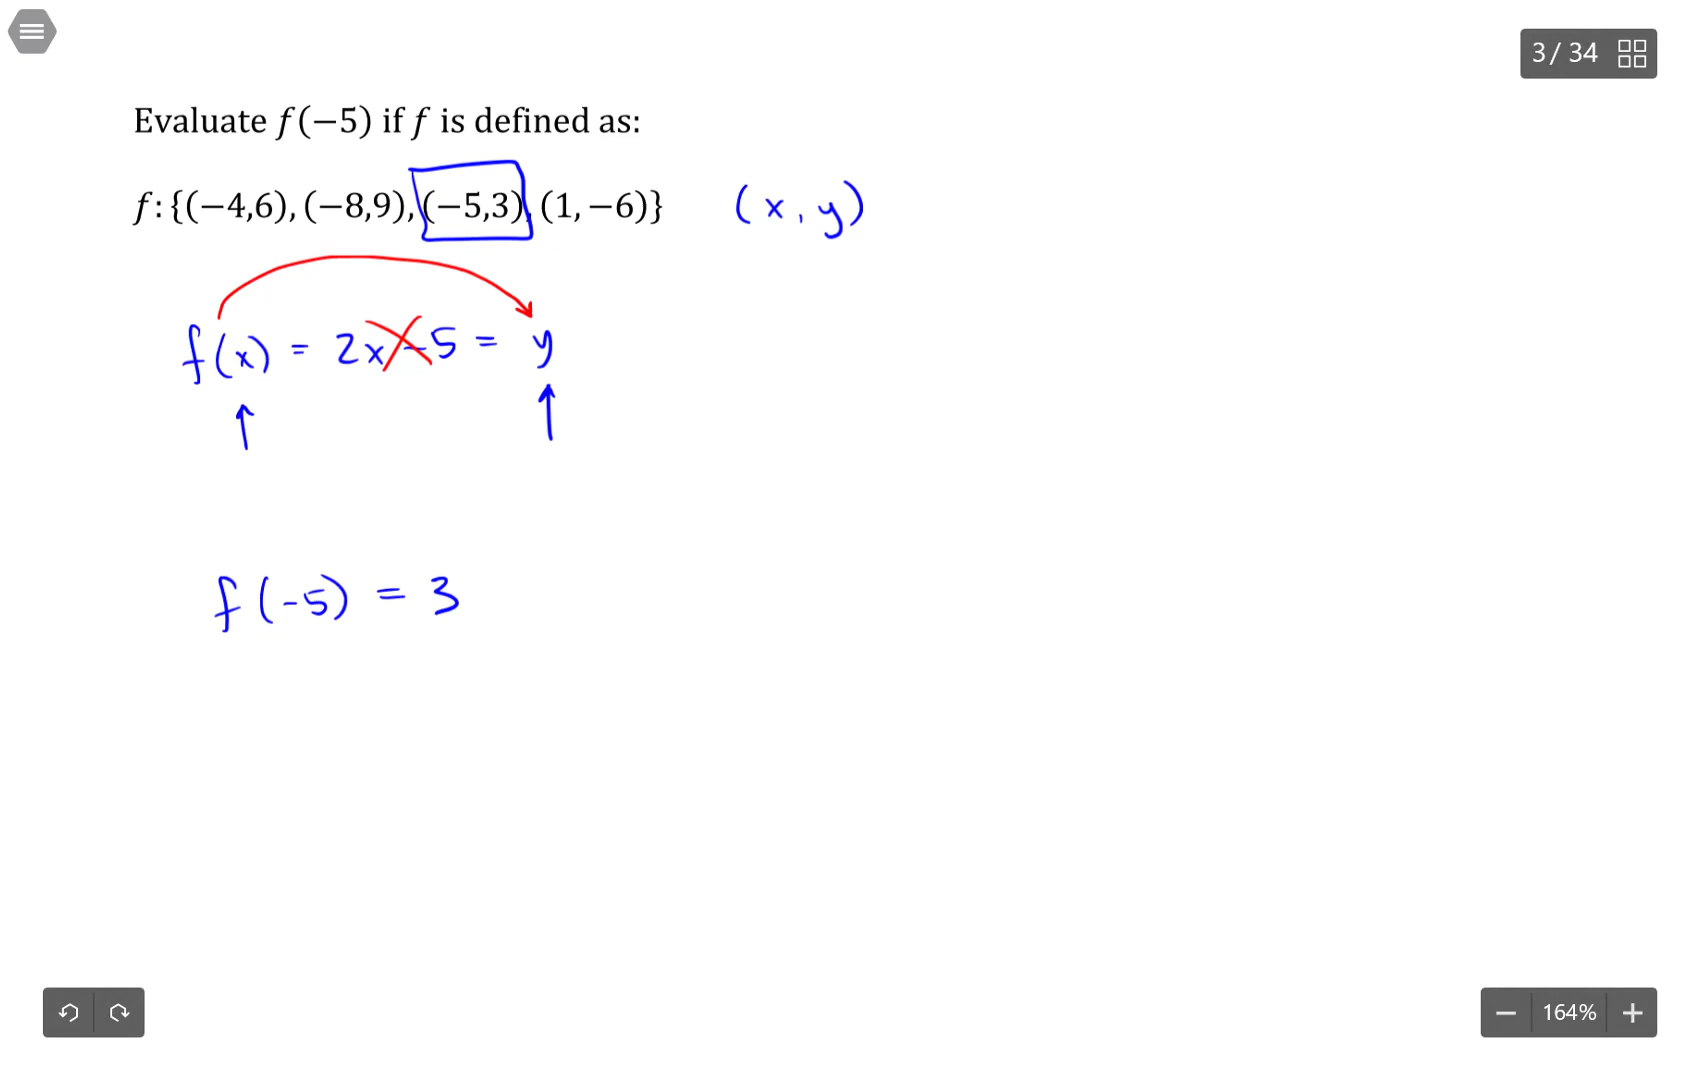 3 / 34
Evaluate f(−5) if f is defined as:
f:{(−4,6), (−8,9), (−5,3), (1, −6)} (x, y)
f(x) = 2x − 5 = y
f(-5) = 3
164%